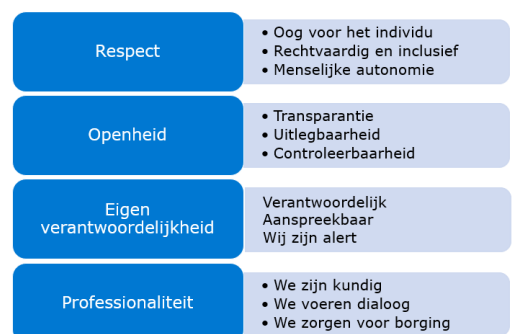 Respect
• Oog voor het individu
• Rechtvaardig en inclusief
• Menselijke autonomie
Openheid
• Transparantie
• Uitlegbaarheid
• Controleerbaarheid
Eigen
verantwoordelijkheid
Verantwoordelijk
Aanspreekbaar
Wij zijn alert
Professionaliteit
• We zijn kundig
• We voeren dialoog
• We zorgen voor borging